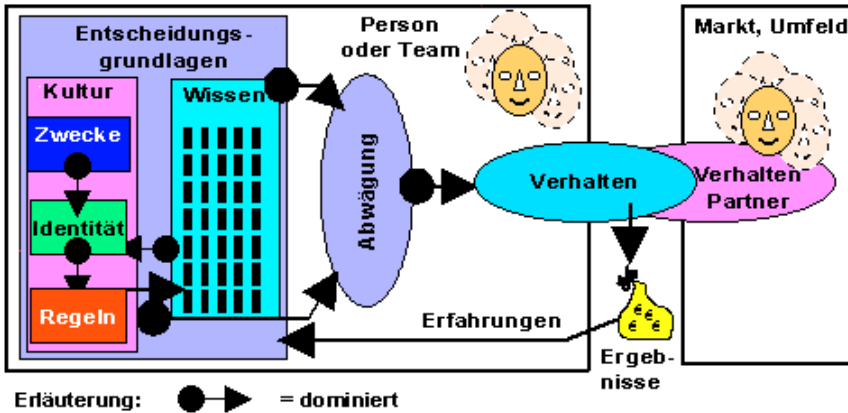 Entscheidungs-
grundlagen
Person
oder Team
Markt, Umfeld
Kultur
Wissen
Zwecke
Identität
Regeln
Abwägung
Verhalten
Verhalten
Partner
Erfahrungen
€ € € €
Ergeb-
nisse
Erläuterung:
= dominiert